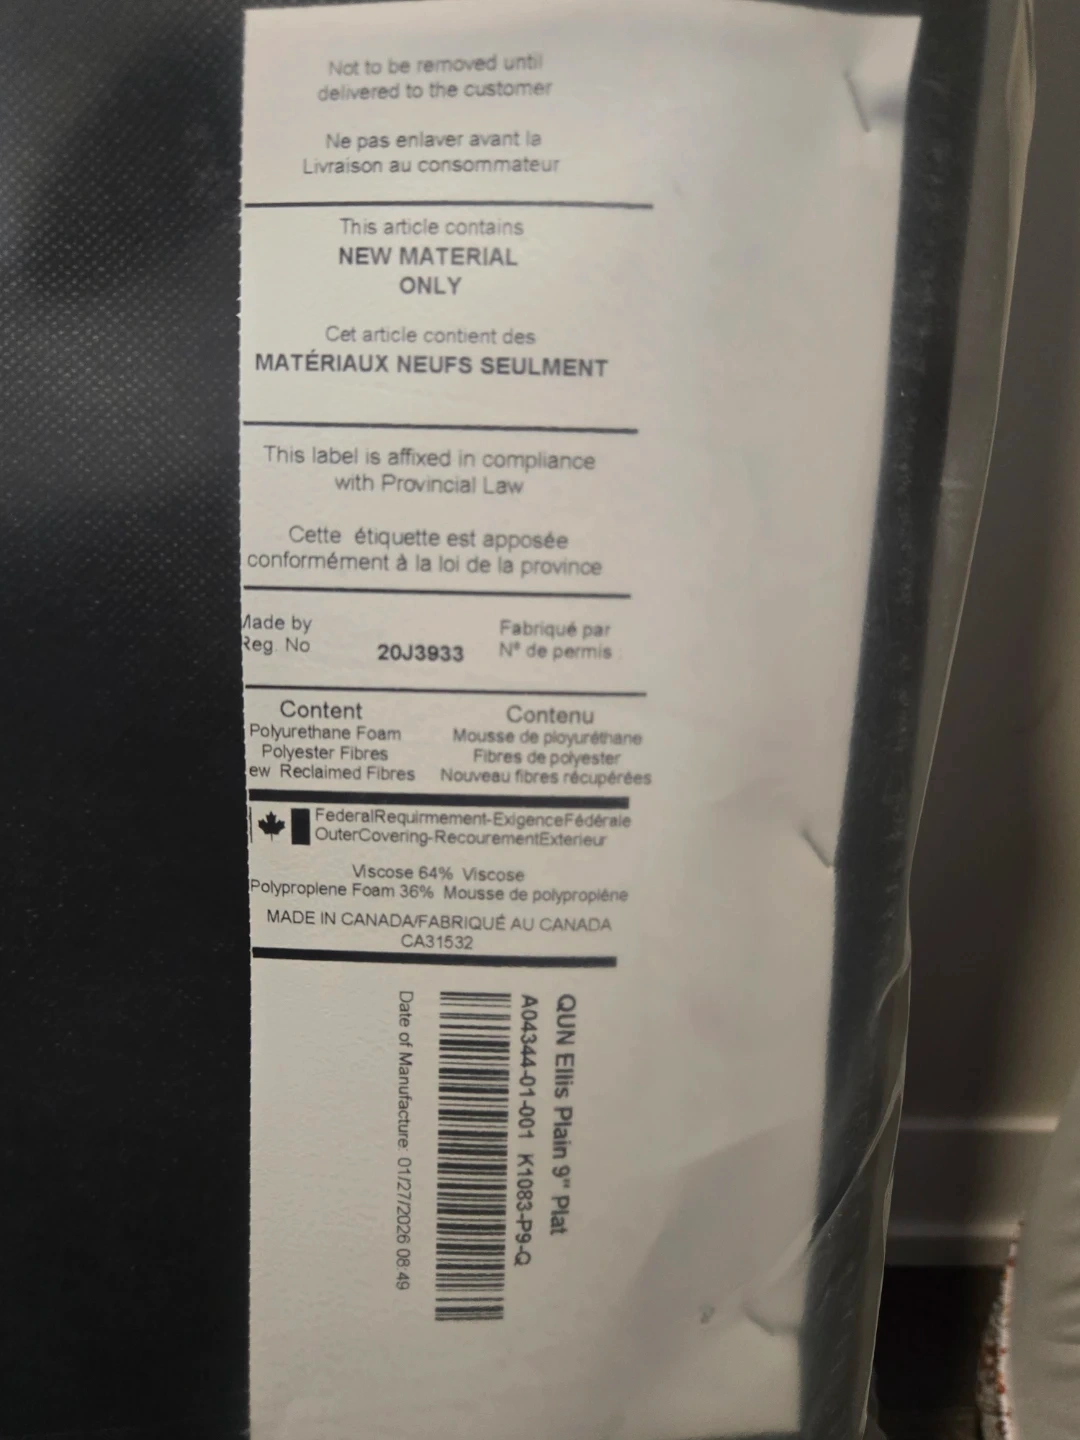 Not to be removed until
delivered to the customer
Ne pas enlaver avant la
Livraison au consommateur
This article contains
NEW MATERIAL
ONLY
Cet article contient des
MATÉRIAUX NEUFS SEULMENT
This label is affixed in compliance
with Provincial Law
Cette étiquette est apposée
conformément à la loi de la province
Made by
Reg. No
20J3933
Fabriqué par
N° de permis
Content
Polyurethane Foam
Polyester Fibres
ew Reclaimed Fibres
Contenu
Mousse de ployuréthane
Fibres de polyester
Nouveau fibres récupérées
FederalRequirmement-ExigenceFédérale
OuterCovering-RecourementExterieur
Viscose 64% Viscose
Polyproplene Foam 36% Mousse de polypropléne
MADE IN CANADA/FABRIQUÉ AU CANADA
CA31532
QUN Ellis Plain 9" Plat
A04344-01-001 K1083-P9-Q
Date of Manufacture: 01/27/2026 08:49